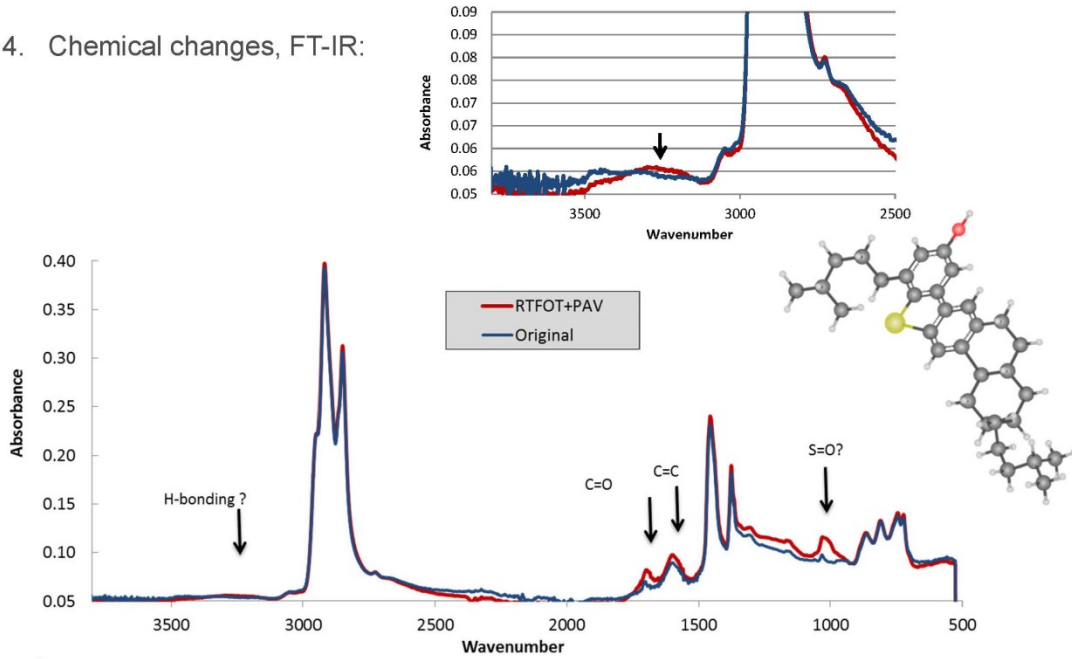 4. Chemical changes, FT-IR:
0.09
0.09
0.08
0.08
0.07
0.07
0.06
0.06
0.05
Absorbance
3500
3000
2500
Wavenumber
0.40
0.35
0.30
0.25
0.20
0.15
0.10
0.05
Absorbance
RTFOT+PAV
Original
H-bonding ?
C=O
C=C
S=O?
3500
3000
2500
2000
1500
1000
500
Wavenumber